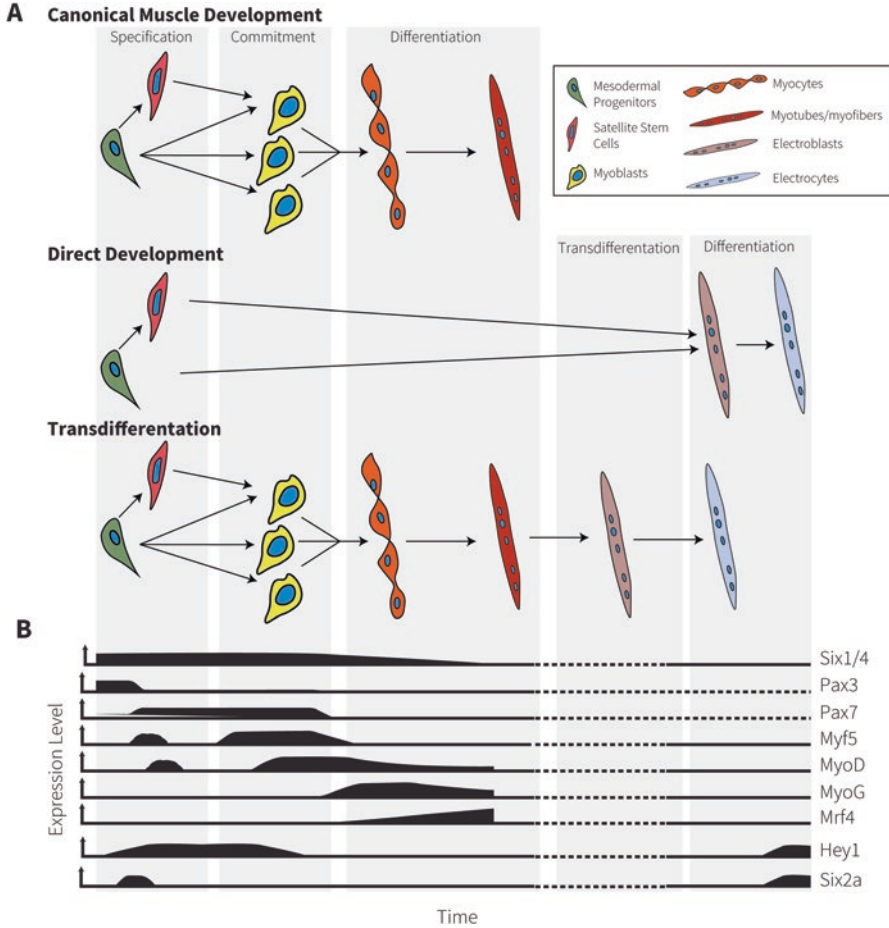 A
Canonical Muscle Development
Specification
Commitment
Differentiation
Mesodermal
Progenitors
Satellite Stem
Cells
Myoblasts
Myocytes
Myotubes/myofibers
Electroblasts
Electrocytes
Direct Development
Transdifferentiation
Differentiation
Transdifferentation
B
Expression Level
Six1/4
Pax3
Pax7
Myf5
MyoD
MyoG
Mrf4
Hey1
Six2a
Time